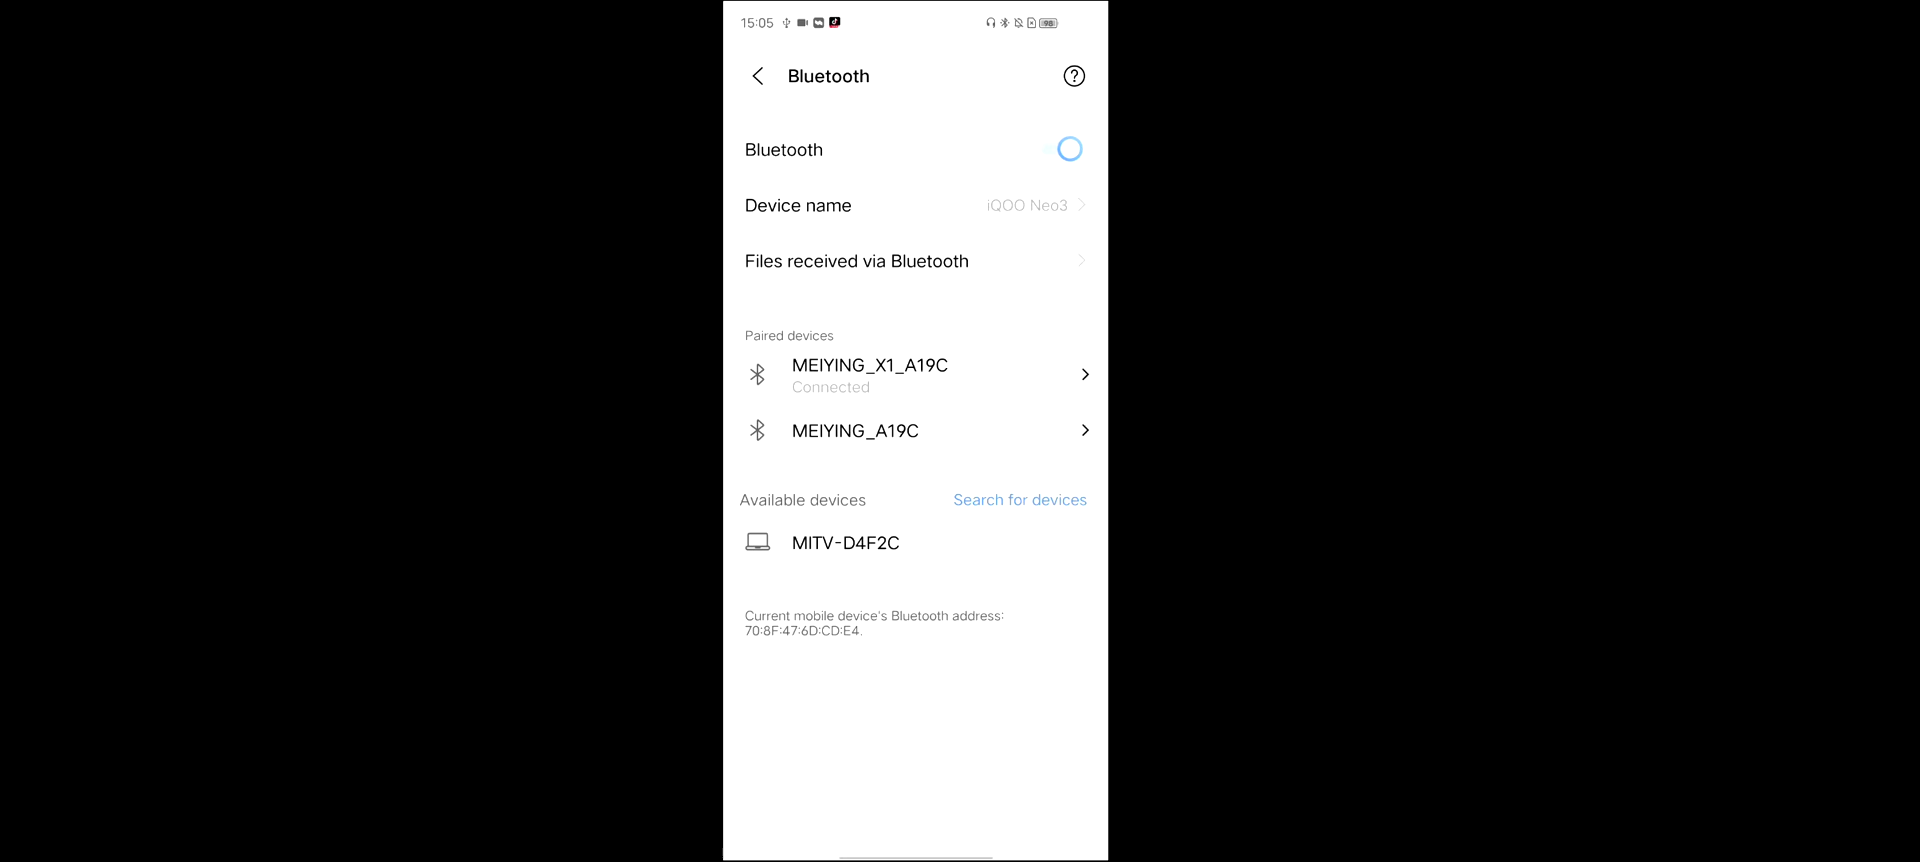 15:05
98
Bluetooth
Bluetooth
Device name
iQOO Neo3
Files received via Bluetooth
Paired devices
MEIYING_X1_A19C
Connected
MEIYING_A19C
Available devices
Search for devices
MITV-D4F2C
Current mobile device's Bluetooth address:
70:8F:47:6D:CD:E4.